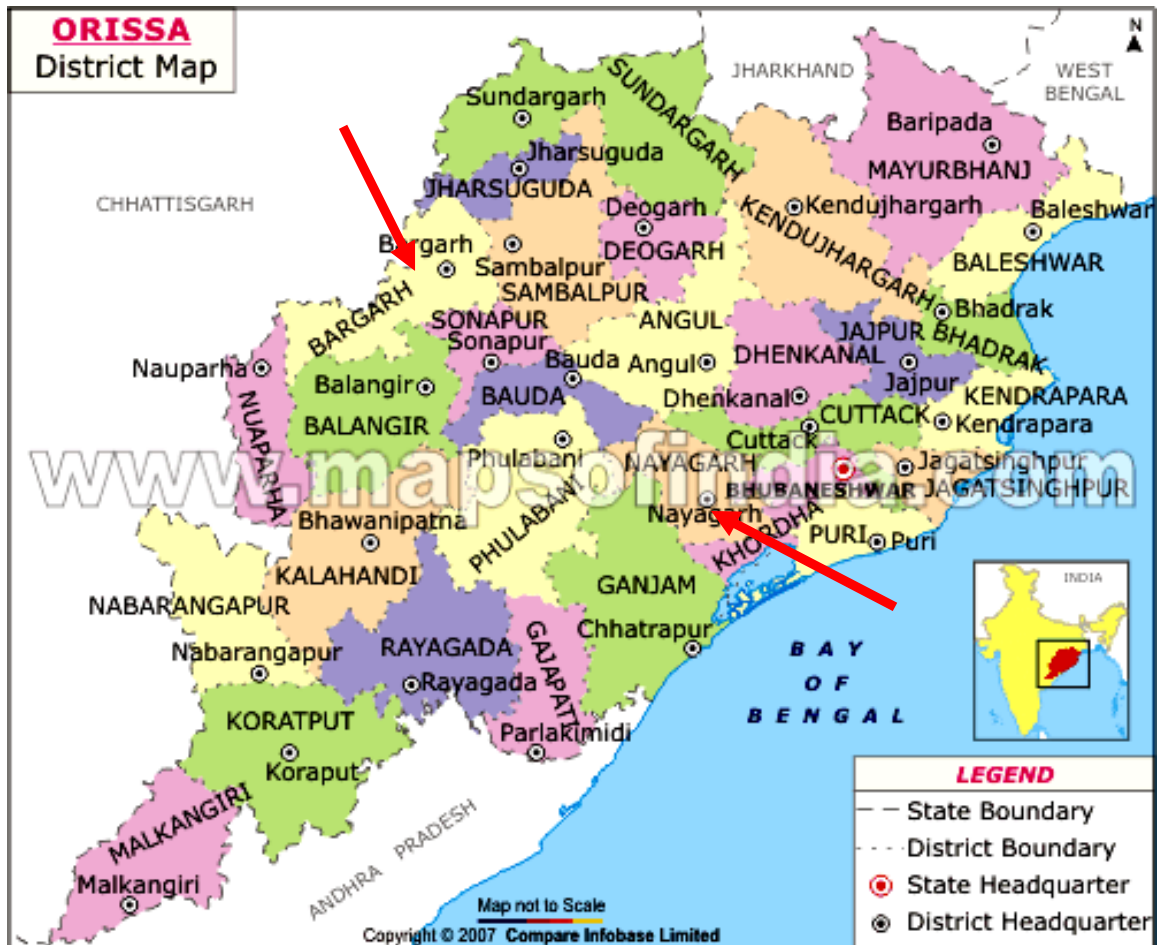 ORISSA
District Map
N
JHARKHAND
WEST
BENGAL
CHHATTISGARH
Sundargarh
SUNDARGARH
Baripada
MAYURBHANJ
Jharsuguda
JHARSUGUDA
Deogarh
DEOGARH
Kendujhargarh
KENDUJHARGARH
Baleshwar
BALESHWAR
Bargarh
BARGARH
Sambalpur
SAMBALPUR
SONAPUR
Sonapur
ANGUL
Angul
Bhadrak
BHADRAK
JAJPUR
Jajpur
DHENKANAL
Dhenkanal
Nauparha
NUAPARHA
Balangir
BALANGIR
Bauda
BAUDA
CUTTACK
Cuttack
KENDRAPARA
Kendrapara
www.mapsofindia.com
Phulabani
PHULABANI
NAYAGARH
Nayagarh
BHUBANESHWAR
Jagatsinghpur
JAGATSINGHPUR
KHORDHA
PURI
Puri
Bhawanipatna
KALAHANDI
GANJAM
Chhatrapur
NABARANGAPUR
Nabarangapur
RAYAGADA
Rayagada
GAJAPATI
Parlakimidi
KORATPUT
Koraput
MALKANGIRI
Malkangiri
ANDHRA PRADESH
BAY
OF
BENGAL
INDIA
LEGEND
State Boundary
District Boundary
State Headquarter
District Headquarter
Map not to Scale
Copyright © 2007 Compare Infobase Limited